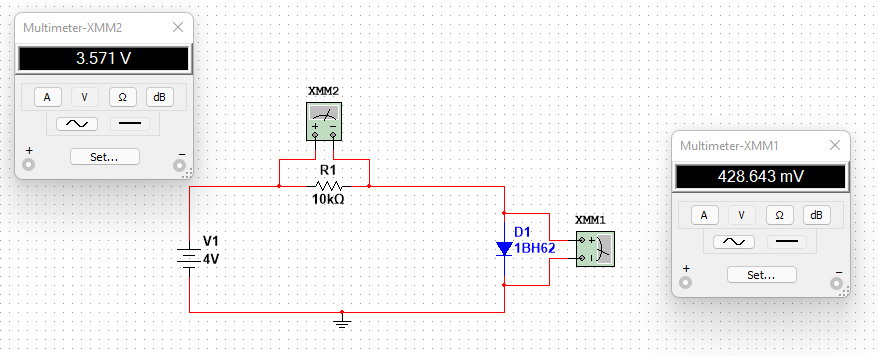 Multimeter-XMM2
3.571 V
A V Ω dB
+ −
Set...
XMM2
+ −
R1
10kΩ
V1
4V
D1
1BH62
XMM1
+
Multimeter-XMM1
428.643 mV
A V Ω dB
+ −
Set...